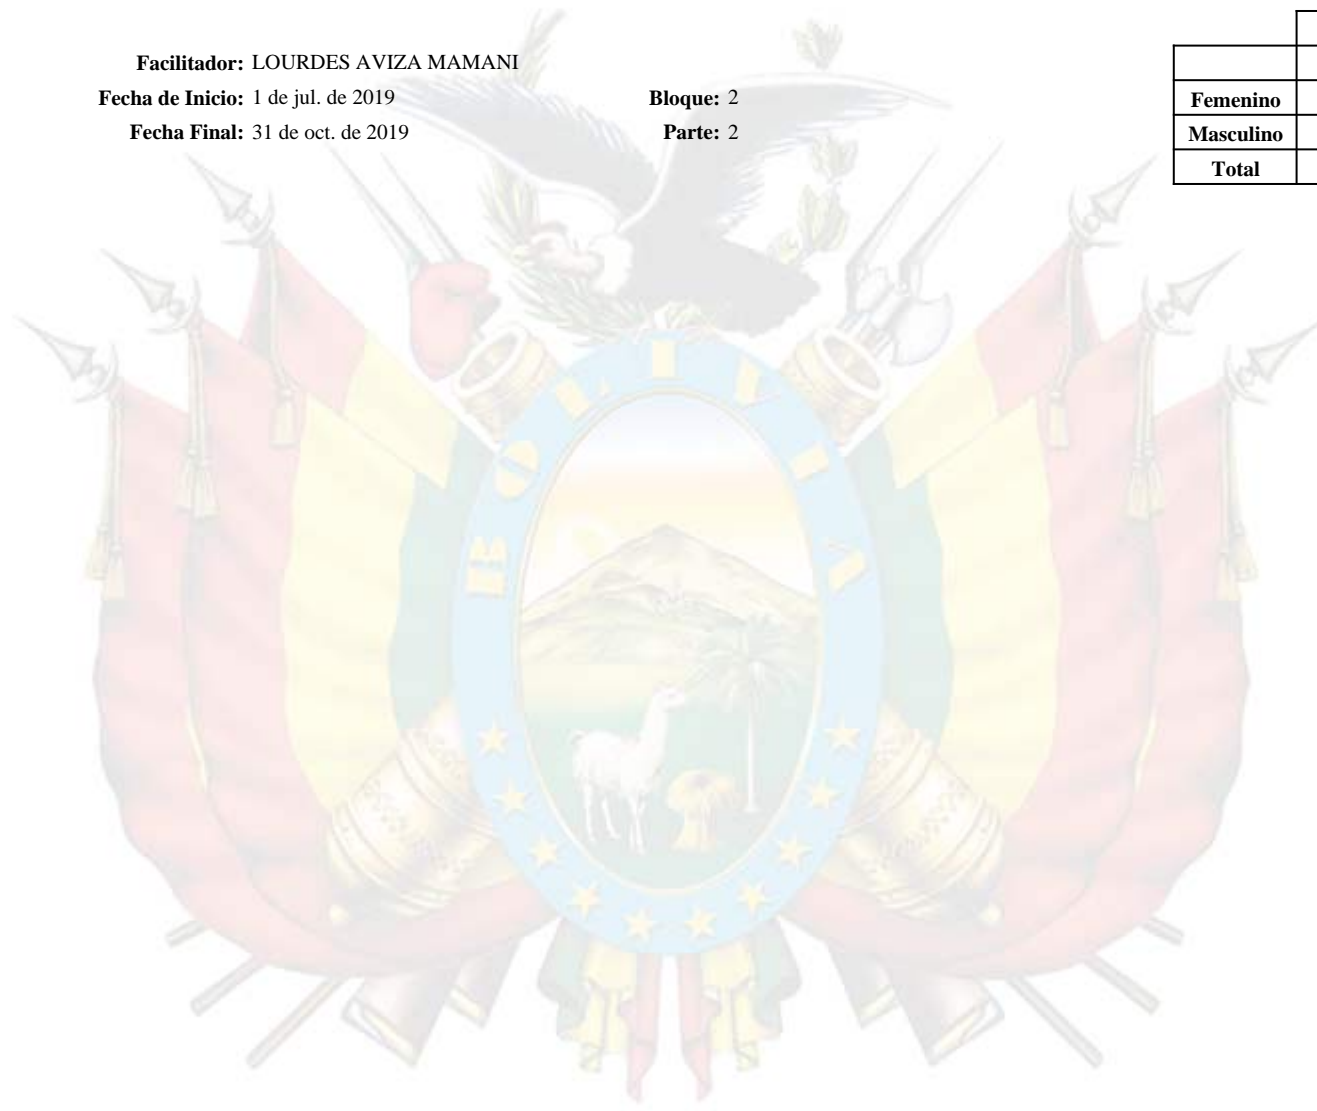 Facilitador: LOURDES AVIZA MAMANI
Fecha de Inicio: 1 de jul. de 2019 Bloque: 2
Fecha Final: 31 de oct. de 2019 Parte: 2
Femenino
Masculino
Total
BOLIVIA